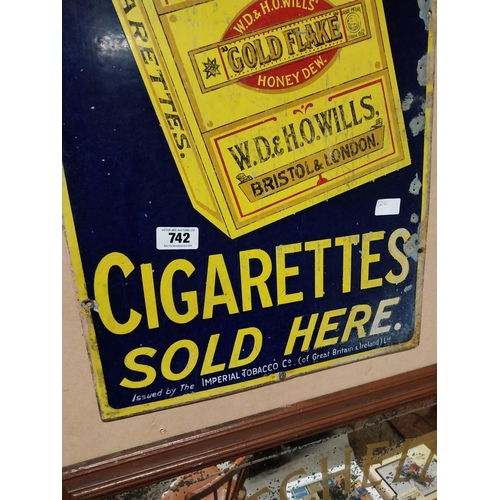 W.D.& H.O.WILLS'
"GOLD FLAKE"
HONEY DEW.
ARETTES.
W.D.& H.O.WILLS.
BRISTOL & LONDON.
742
CIGARETTES
SOLD HERE.
Issued by The IMPERIAL TOBACCO Co. (of Great Britain & Ireland) Ltd